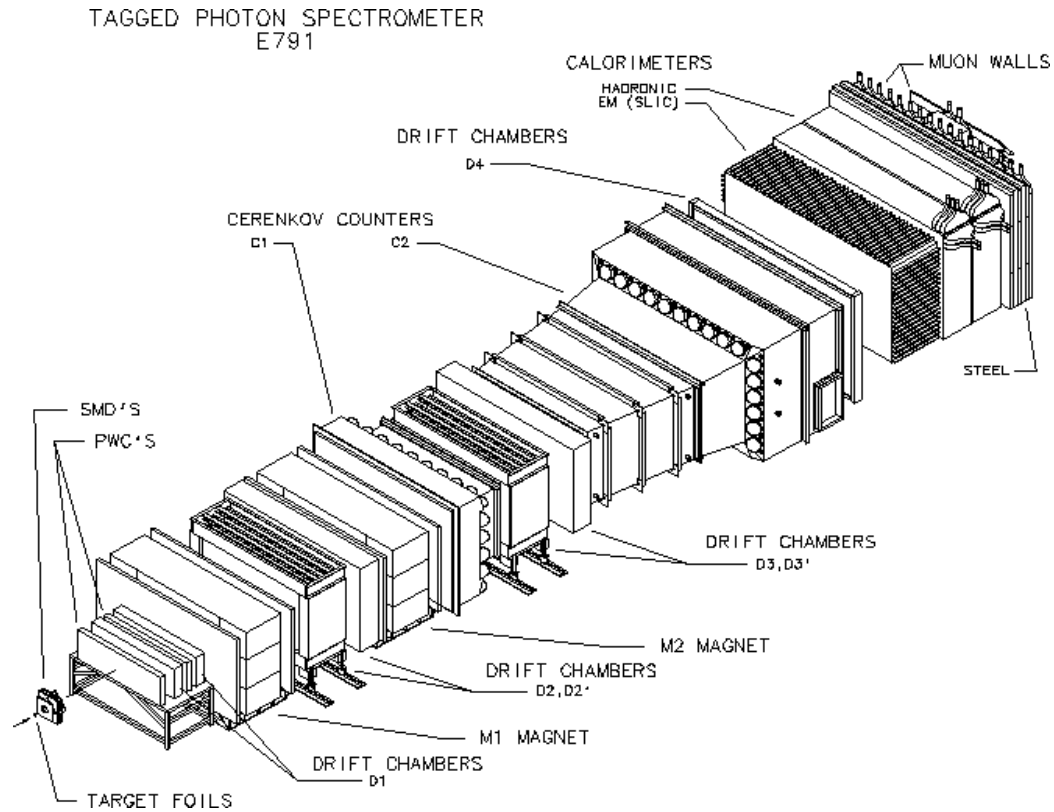 TAGGED PHOTON SPECTROMETER
E791
CALORIMETERS
HADRONIC
EM (SLIC)
MUON WALLS
DRIFT CHAMBERS
D4
CERENKOV COUNTERS
C1
C2
STEEL
SMD'S
PWC'S
DRIFT CHAMBERS
D3,D3'
M2 MAGNET
DRIFT CHAMBERS
D2,D2'
M1 MAGNET
DRIFT CHAMBERS
D1
TARGET FOILS